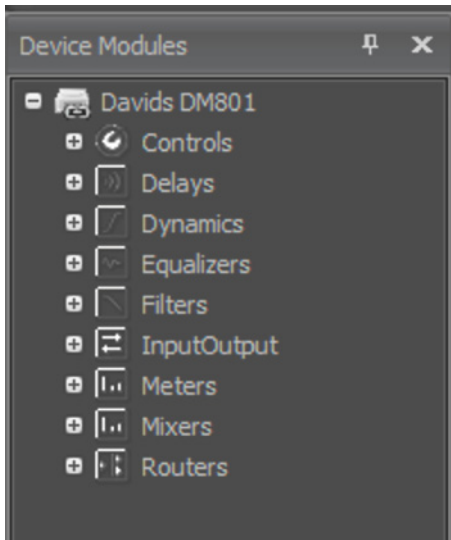 Device Modules
Davids DM801
Controls
Delays
Dynamics
Equalizers
Filters
InputOutput
Meters
Mixers
Routers